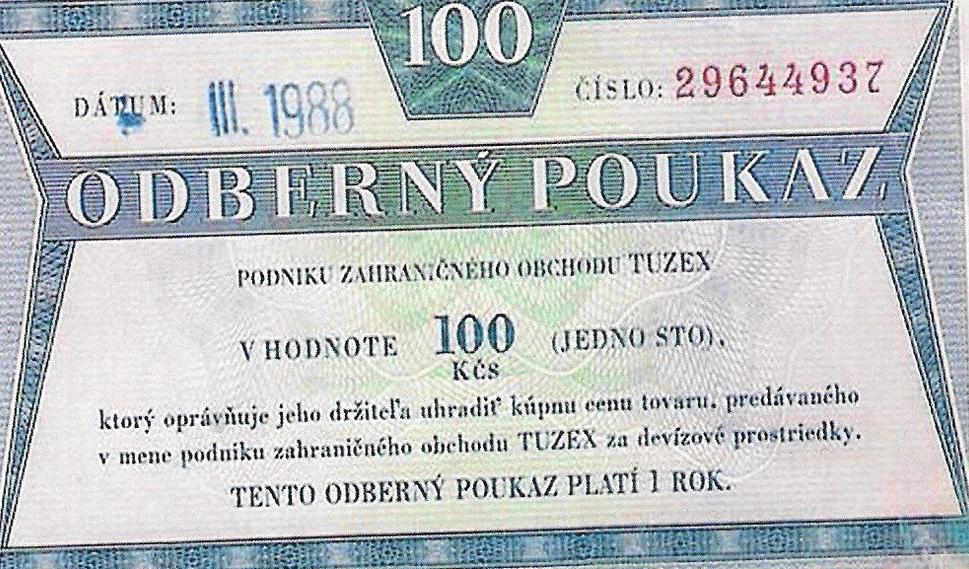 100
DÁTUM: III. 1988 ČÍSLO: 29644937
ODBERNÝ POUKAZ
PODNIKU ZAHRANIČNÉHO OBCHODU TUZEX
V HODNOTE 100 (JEDNO STO).
KČS
ktorý oprávňuje jeho držiteľa uhradiť kúpnu cenu tovaru, predávaného
v mene podniku zahraničného obchodu TUZEX za devízové prostriedky.
TENTO ODBERNÝ POUKAZ PLATÍ 1 ROK.